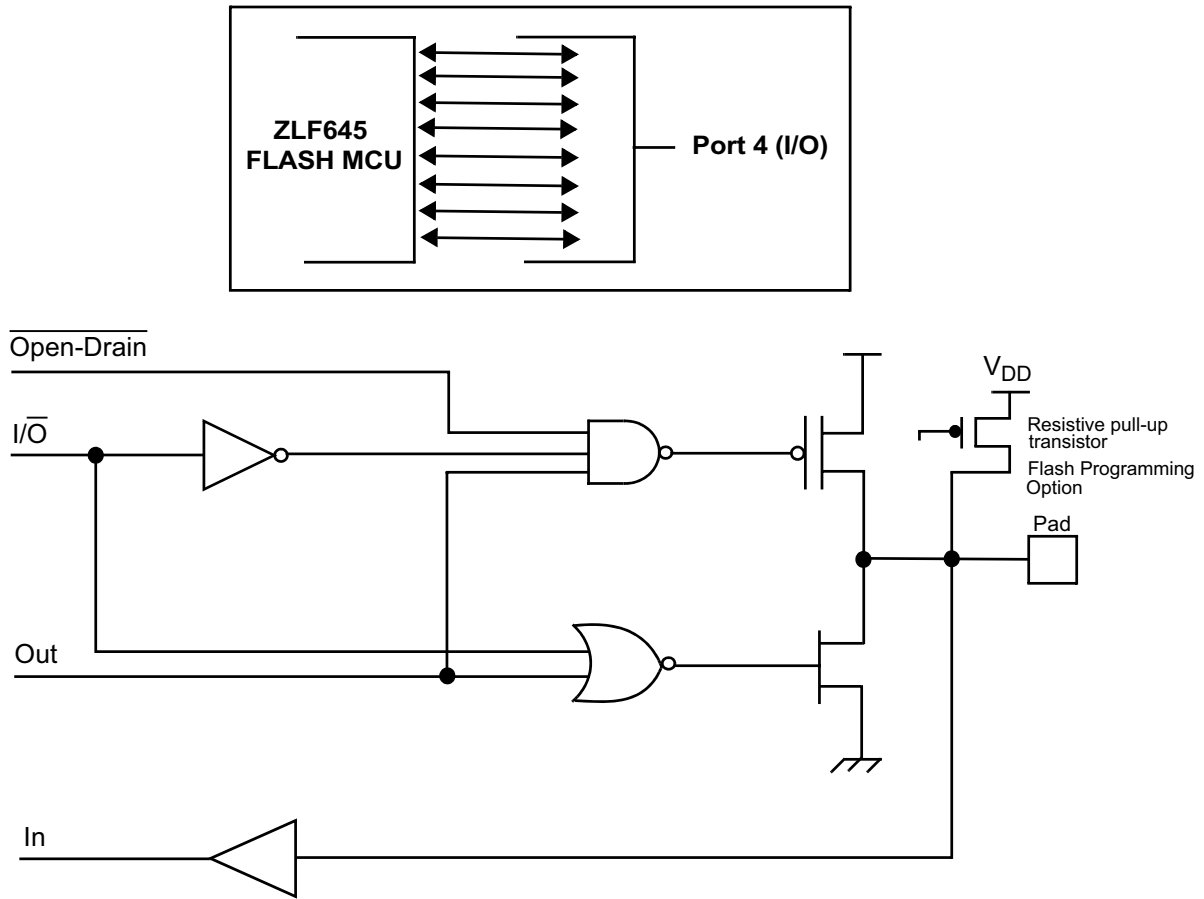 ZLF645
FLASH MCU
Port 4 (I/O)
Open-Drain
I/O
VDD
Resistive pull-up
transistor
Flash Programming
Option
Pad
Out
In